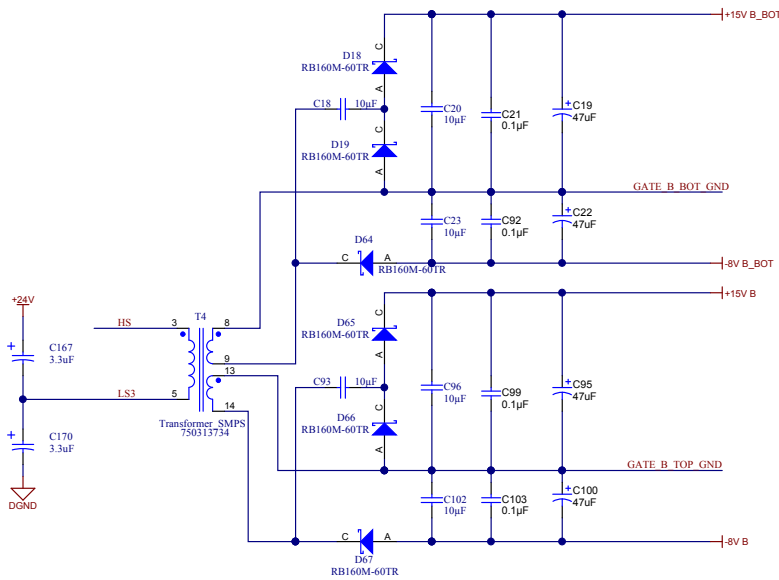 +15V B_BOT
C
D18
RB160M-60TR
A
C18
10µF
C20
10µF
C21
0.1µF
+
C19
47uF
C
D19
RB160M-60TR
A
GATE_B_BOT_GND
C23
10µF
C92
0.1µF
+
C22
47uF
D64
C
A
RB160M-60TR
-8V B_BOT
+15V B
+24V
HS
3
T4
8
D65
RB160M-60TR
C
A
+
C167
3.3uF
9
13
C93
10µF
C96
10µF
C99
0.1µF
+
C95
47uF
LS3
5
14
Transformer_SMPS
750313734
D66
RB160M-60TR
C
A
+
C170
3.3uF
GATE_B_TOP_GND
DGND
C102
10µF
C103
0.1µF
+
C100
47uF
C
A
D67
RB160M-60TR
-8V B